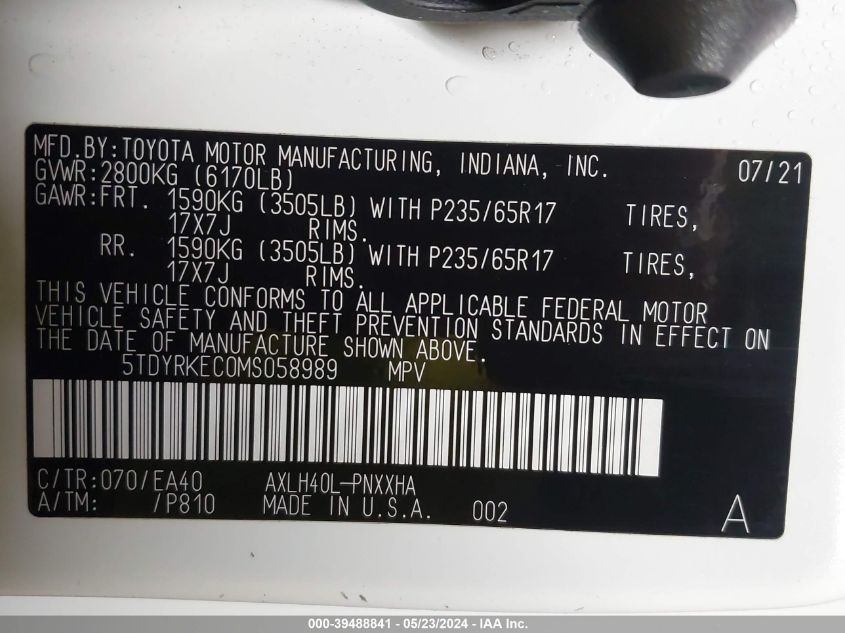 MFD.BY:TOYOTA MOTOR MANUFACTURING, INDIANA, INC. 07/21
GVWR:2800KG (6170LB)
GAWR:FRT. 1590KG (3505LB) WITH P235/65R17 TIRES,
17X7J RIMS.
RR. 1590KG (3505LB) WITH P235/65R17 TIRES,
17X7J RIMS.
THIS VEHICLE CONFORMS TO ALL APPLICABLE FEDERAL MOTOR
VEHICLE SAFETY AND THEFT PREVENTION STANDARDS IN EFFECT ON
THE DATE OF MANUFACTURE SHOWN ABOVE.
5TDYRKEC0MS058989 MPV
C/TR:070/EA40 AXLH40L-PNXXHA
A/TM: /P810 MADE IN U.S.A. 002 A
000-39488841 - 05/23/2024 - IAA Inc.